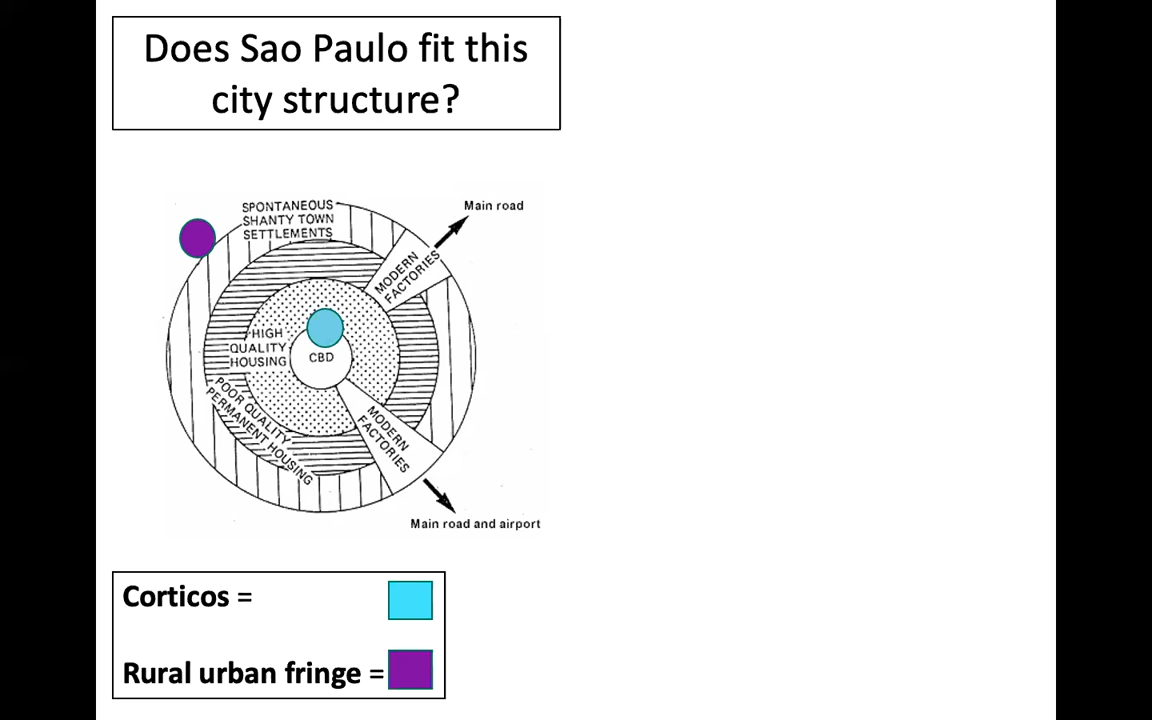 Does Sao Paulo fit this
city structure?
SPONTANEOUS
SHANTY TOWN
SETTLEMENTS
Main road
MODERN
FACTORIES
HIGH
QUALITY
HOUSING
CBD
POOR QUALITY
PERMANENT HOUSING
MODERN
FACTORIES
Main road and airport
Corticos =
Rural urban fringe =